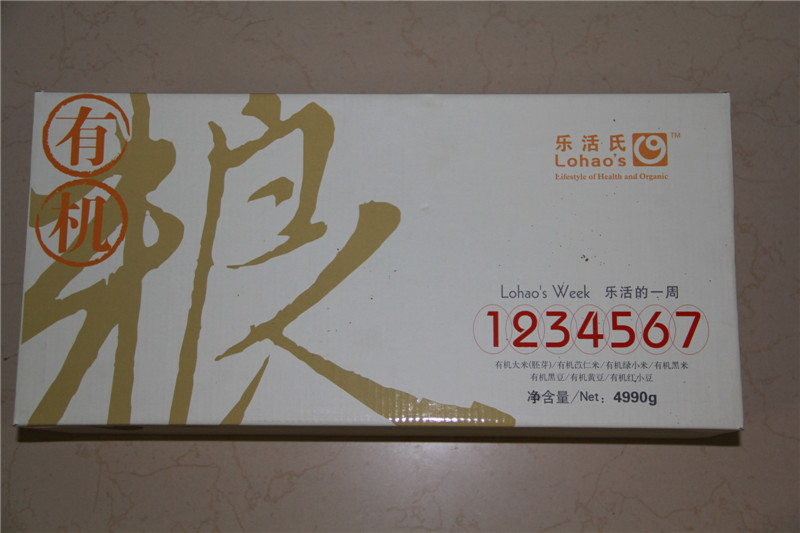 有
机
粮
乐活氏 TM
Lohao's
Lifestyle of Health and Organic
Lohao's Week 乐活的一周
1234567
有机大米(胚芽)/有机苡仁米/有机绿小米/有机黑米
有机黑豆/有机黄豆/有机红小豆
净含量/Net: 4990g